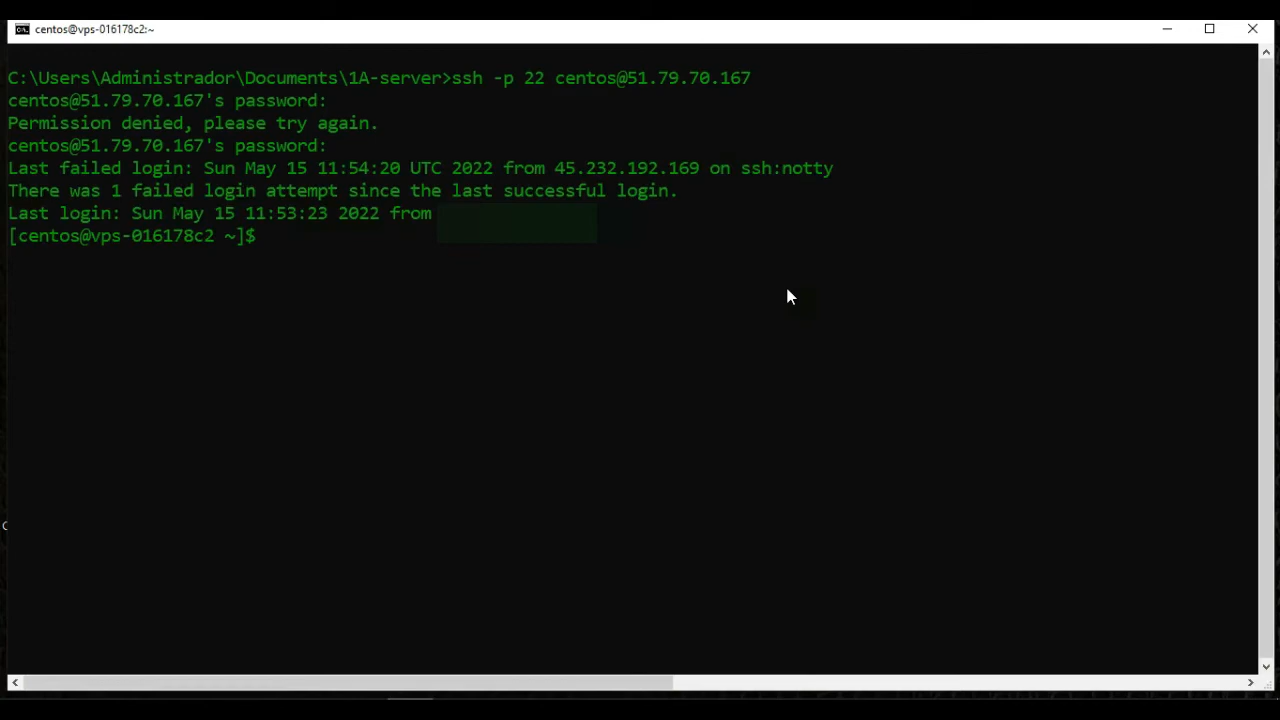 centos@vps-016178c2:~
C:\Users\Administrador\Documents\1A-server>ssh -p 22 centos@51.79.70.167
centos@51.79.70.167's password:
Permission denied, please try again.
centos@51.79.70.167's password:
Last failed login: Sun May 15 11:54:20 UTC 2022 from 45.232.192.169 on ssh:notty
There was 1 failed login attempt since the last successful login.
Last login: Sun May 15 11:53:23 2022 from
[centos@vps-016178c2 ~]$